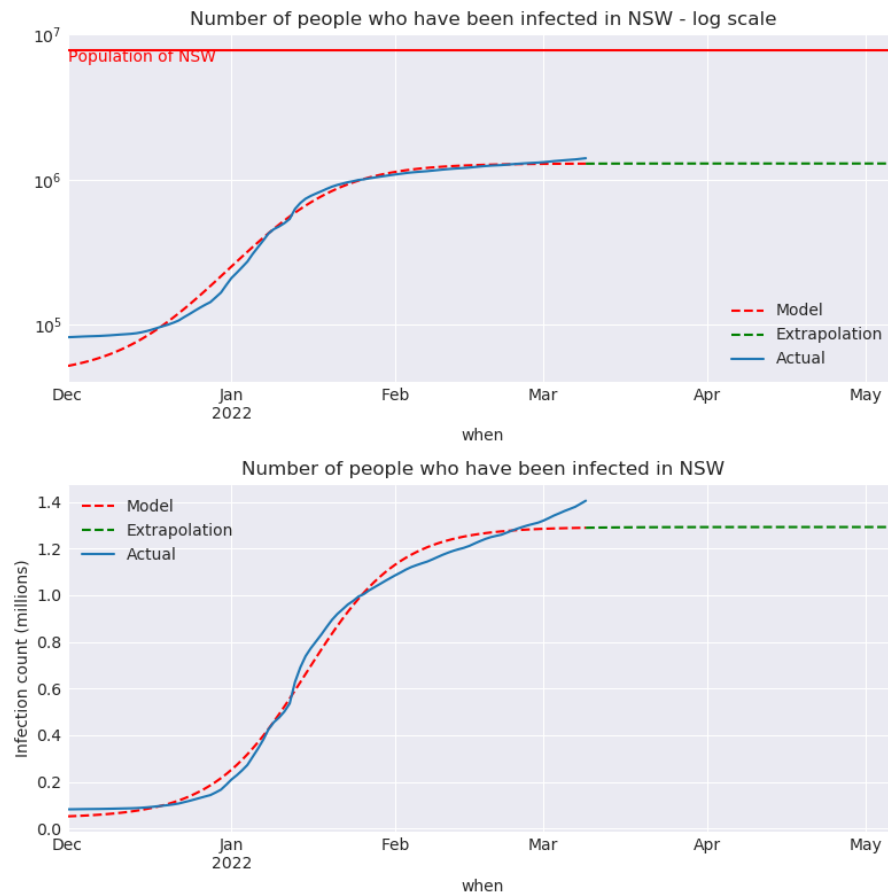 Number of people who have been infected in NSW - log scale
10^7
Population of NSW
10^6
10^5
Model
Extrapolation
Actual
Dec Jan Feb Mar Apr May
2022
when
Number of people who have been infected in NSW
Infection count (millions)
1.4
1.2
1.0
0.8
0.6
0.4
0.2
0.0
Model
Extrapolation
Actual
Dec Jan Feb Mar Apr May
2022
when